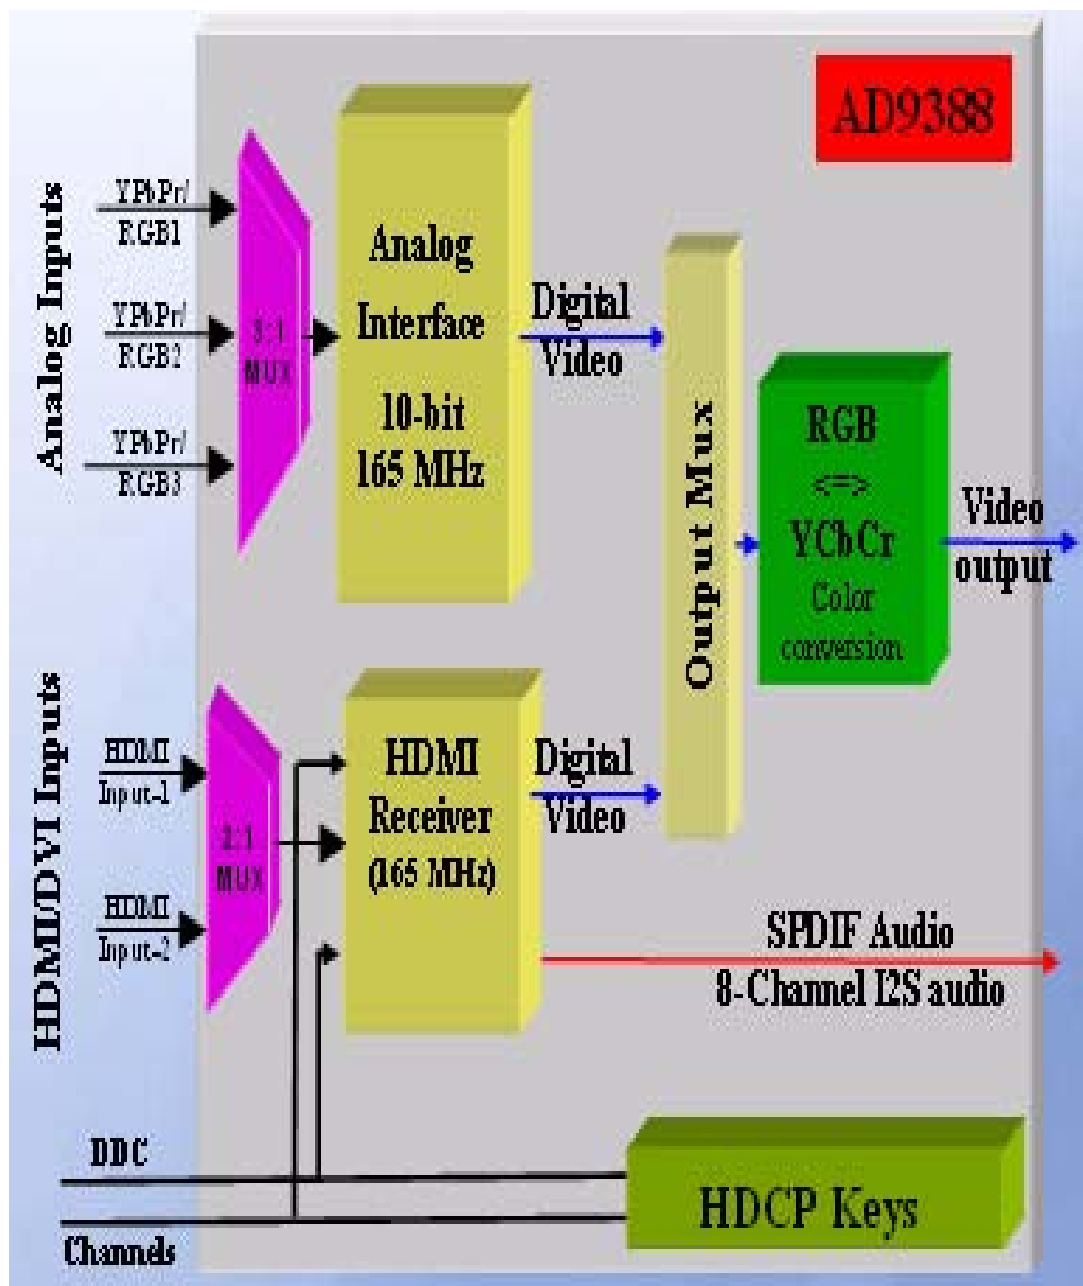 AD9388
Analog Inputs
YPbPr/
RGB1
YPbPr/
RGB2
YPbPr/
RGB3
3:1
MUX
Analog
Interface
10-bit
165 MHz
Digital
Video
Output Mux
RGB
<=>
YCbCr
Color
conversion
Video
output
HDMI/DVI Inputs
HDMI
Input-1
HDMI
Input-2
2:1
MUX
HDMI
Receiver
(165 MHz)
Digital
Video
SPDIF Audio
8-Channel I2S audio
DDC
Channels
HDCP Keys